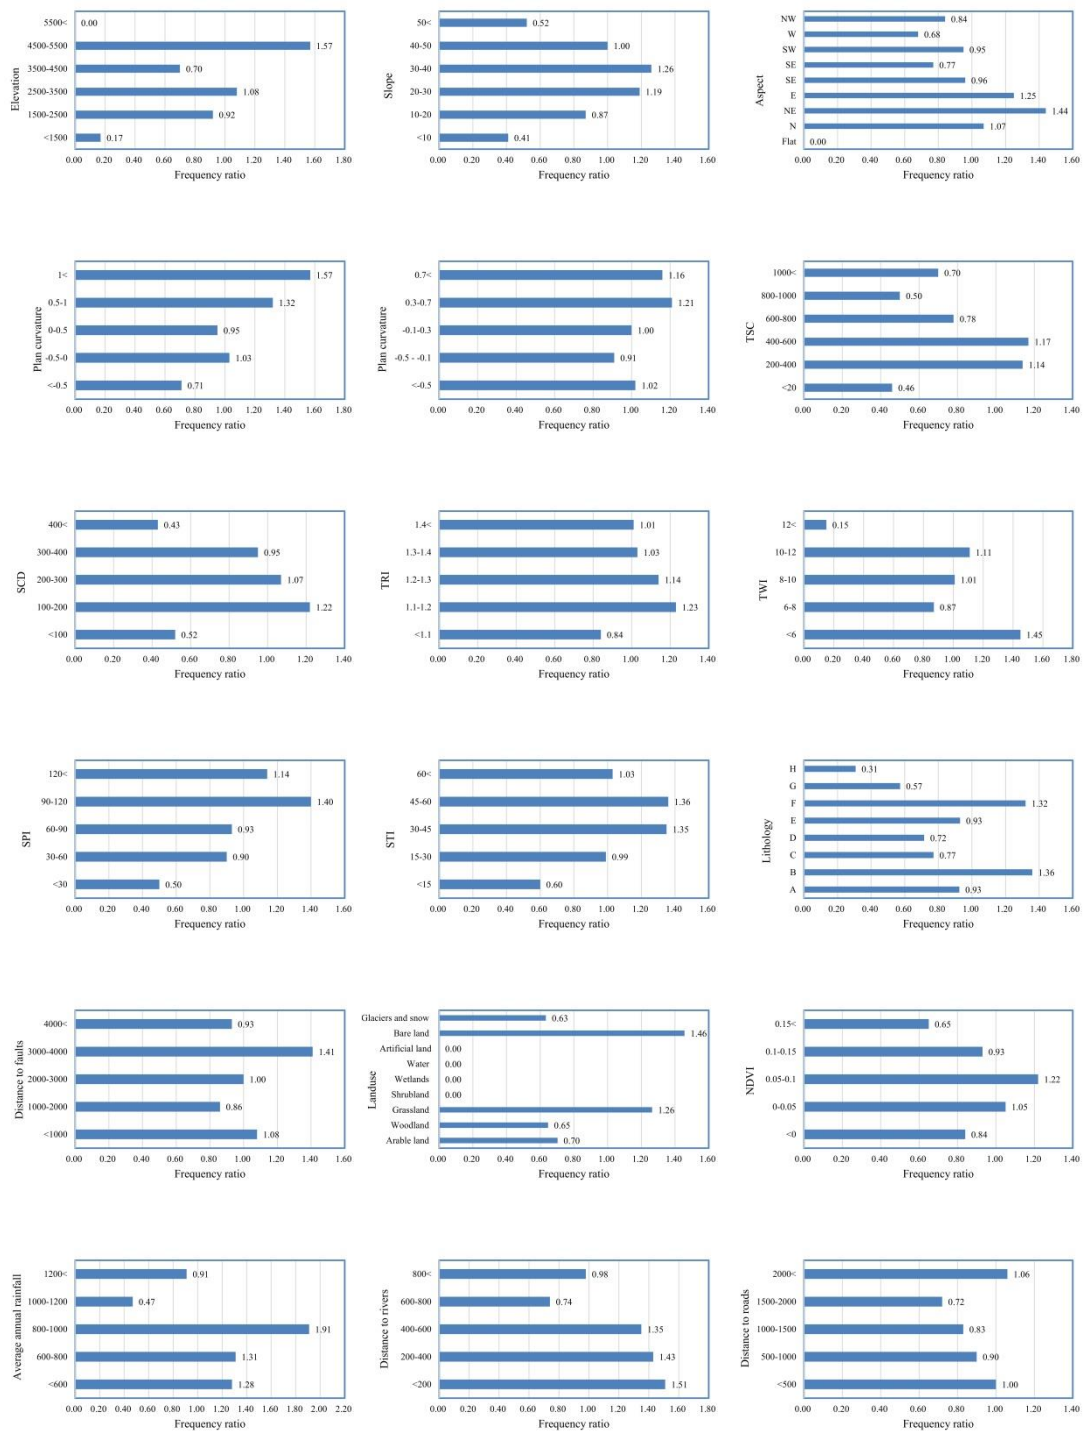 Elevation
5500< 0.00
4500-5500 1.57
3500-4500 0.70
2500-3500 1.08
1500-2500 0.92
<1500 0.17
0.00 0.20 0.40 0.60 0.80 1.00 1.20 1.40 1.60 1.80
Frequency ratio
Slope
50< 0.52
40-50 1.00
30-40 1.26
20-30 1.19
10-20 0.87
<10 0.41
0.00 0.20 0.40 0.60 0.80 1.00 1.20 1.40
Frequency ratio
Aspect
NW 0.84
W 0.68
SW 0.95
SE 0.77
SE 0.96
E 1.25
NE 1.44
N 1.07
Flat 0.00
0.00 0.20 0.40 0.60 0.80 1.00 1.20 1.40 1.60
Frequency ratio
Plan curvature
1< 1.57
0.5-1 1.32
0-0.5 0.95
-0.5-0 1.03
<-0.5 0.71
0.00 0.20 0.40 0.60 0.80 1.00 1.20 1.40 1.60 1.80
Frequency ratio
Plan curvature
0.7< 1.16
0.3-0.7 1.21
-0.1-0.3 1.00
-0.5 - -0.1 0.91
<-0.5 1.02
0.00 0.20 0.40 0.60 0.80 1.00 1.20 1.40
Frequency ratio
TSC
1000< 0.70
800-1000 0.50
600-800 0.78
400-600 1.17
200-400 1.14
<20 0.46
0.00 0.20 0.40 0.60 0.80 1.00 1.20 1.40
Frequency ratio
SCD
400< 0.43
300-400 0.95
200-300 1.07
100-200 1.22
<100 0.52
0.00 0.20 0.40 0.60 0.80 1.00 1.20 1.40
Frequency ratio
TRI
1.4< 1.01
1.3-1.4 1.03
1.2-1.3 1.14
1.1-1.2 1.23
<1.1 0.84
0.00 0.20 0.40 0.60 0.80 1.00 1.20 1.40
Frequency ratio
TWI
12< 0.15
10-12 1.11
8-10 1.01
6-8 0.87
<6 1.45
0.00 0.20 0.40 0.60 0.80 1.00 1.20 1.40 1.60 1.80
Frequency ratio
SPI
120< 1.14
90-120 1.40
60-90 0.93
30-60 0.90
<30 0.50
0.00 0.20 0.40 0.60 0.80 1.00 1.20 1.40 1.60
Frequency ratio
STI
60< 1.03
45-60 1.36
30-45 1.35
15-30 0.99
<15 0.60
0.00 0.20 0.40 0.60 0.80 1.00 1.20 1.40 1.60
Frequency ratio
Lithology
H 0.31
G 0.57
F 1.32
E 0.93
D 0.72
C 0.77
B 1.36
A 0.93
0.00 0.20 0.40 0.60 0.80 1.00 1.20 1.40 1.60
Frequency ratio
Distance to faults
4000< 0.93
3000-4000 1.41
2000-3000 1.00
1000-2000 0.86
<1000 1.08
0.00 0.20 0.40 0.60 0.80 1.00 1.20 1.40 1.60
Frequency ratio
Landuse
Glaciers and snow 0.63
Bare land 1.46
Artificial land 0.00
Water 0.00
Wetlands 0.00
Shrubland 0.00
Grassland 1.26
Woodland 0.65
Arable land 0.70
0.00 0.20 0.40 0.60 0.80 1.00 1.20 1.40 1.60
Frequency ratio
NDVI
0.15< 0.65
0.1-0.15 0.93
0.05-0.1 1.22
0-0.05 1.05
<0 0.84
0.00 0.20 0.40 0.60 0.80 1.00 1.20 1.40
Frequency ratio
Average annual rainfall
1200< 0.91
1000-1200 0.47
800-1000 1.91
600-800 1.31
<600 1.28
0.00 0.20 0.40 0.60 0.80 1.00 1.20 1.40 1.60 1.80 2.00 2.20
Frequency ratio
Distance to rivers
800< 0.98
600-800 0.74
400-600 1.35
200-400 1.43
<200 1.51
0.00 0.20 0.40 0.60 0.80 1.00 1.20 1.40 1.60 1.80
Frequency ratio
Distance to roads
2000< 1.06
1500-2000 0.72
1000-1500 0.83
500-1000 0.90
<500 1.00
0.00 0.20 0.40 0.60 0.80 1.00 1.20 1.40
Frequency ratio